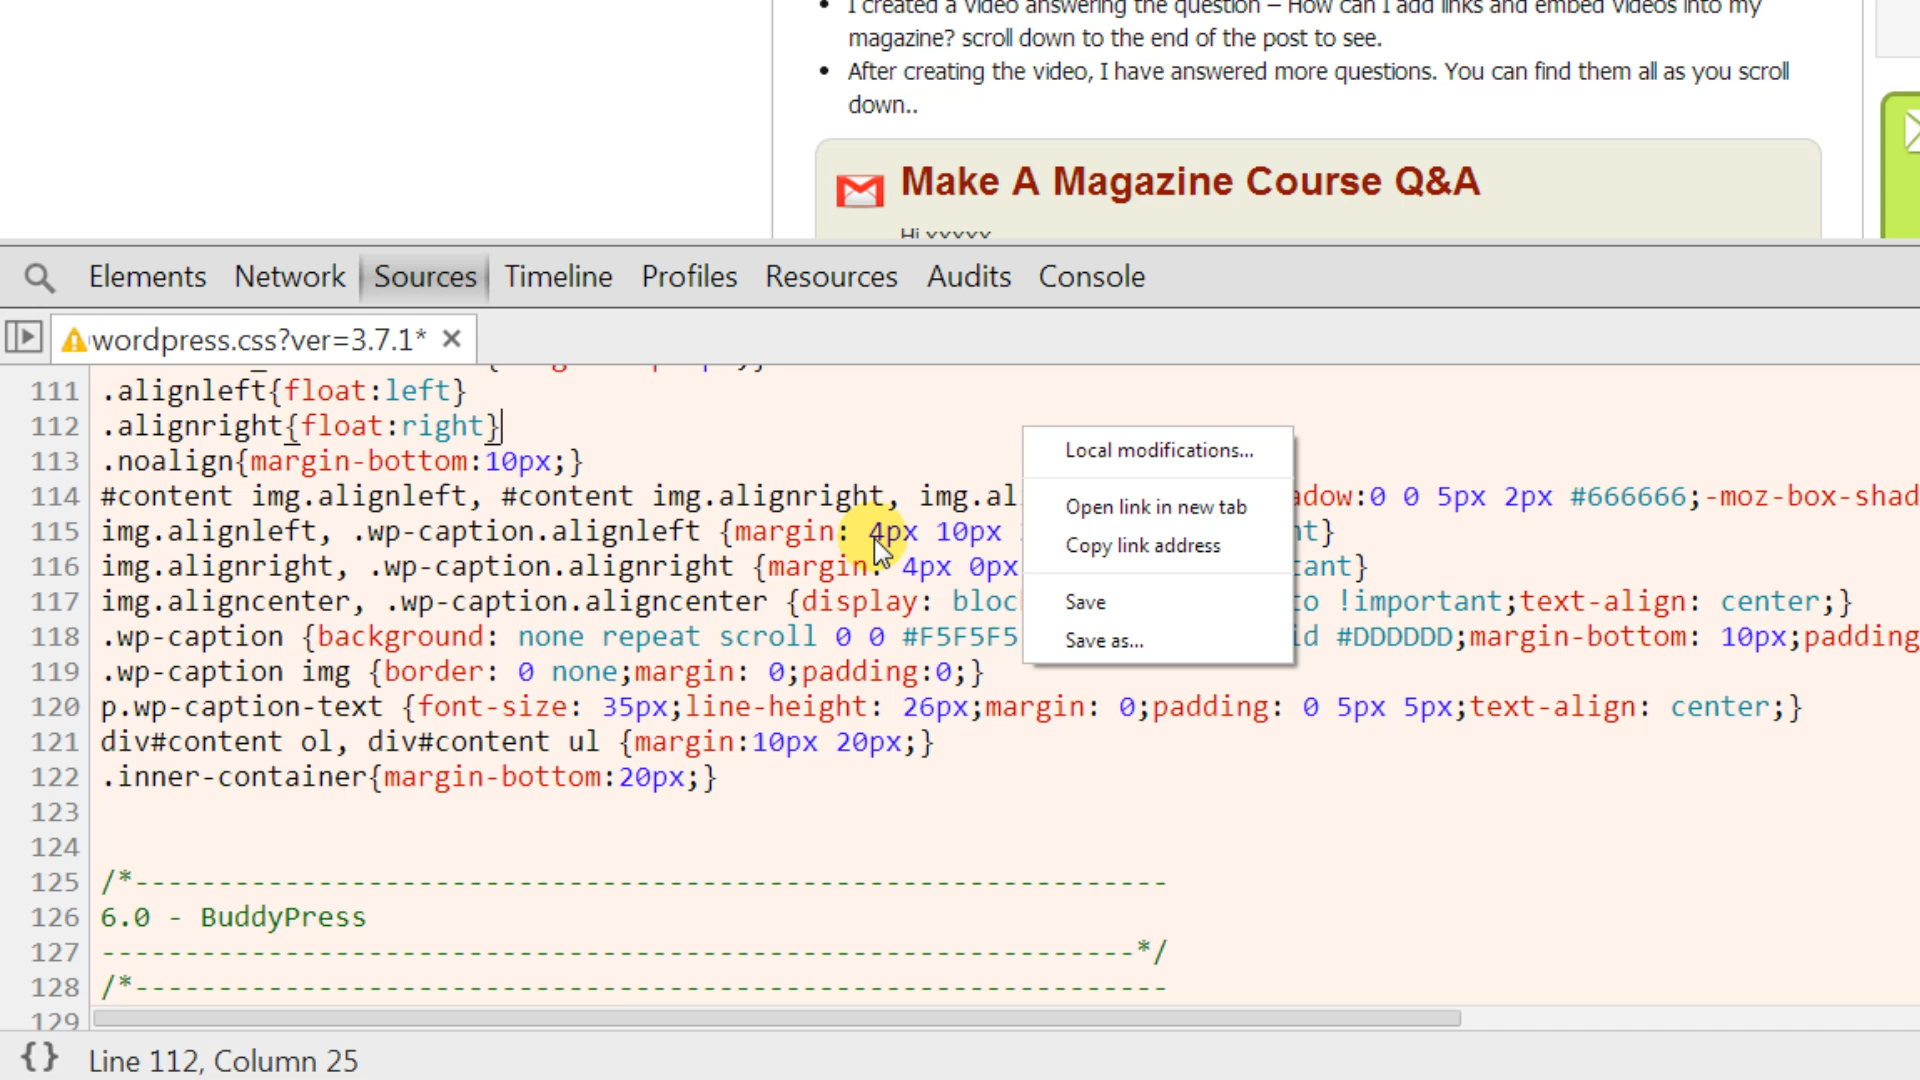 I created a video answering the question – How can I add links and embed videos into my
magazine? scroll down to the end of the post to see.
After creating the video, I have answered more questions. You can find them all as you scroll
down..
Make A Magazine Course Q&A
Hi xxxxx
Elements Network Sources Timeline Profiles Resources Audits Console
wordpress.css?ver=3.7.1*
111 .alignleft{float:left}
112 .alignright{float:right}
113 .noalign{margin-bottom:10px;}
114 #content img.alignleft, #content img.alignright, img.al adow:0 0 5px 2px #666666;-moz-box-shad
115 img.alignleft, .wp-caption.alignleft {margin: 4px 10px nt}
116 img.alignright, .wp-caption.alignright {margin: 4px 0px tant}
117 img.aligncenter, .wp-caption.aligncenter {display: bloc to !important;text-align: center;}
118 .wp-caption {background: none repeat scroll 0 0 #F5F5F5 id #DDDDDD;margin-bottom: 10px;padding
119 .wp-caption img {border: 0 none;margin: 0;padding:0;}
120 p.wp-caption-text {font-size: 35px;line-height: 26px;margin: 0;padding: 0 5px 5px;text-align: center;}
121 div#content ol, div#content ul {margin:10px 20px;}
122 .inner-container{margin-bottom:20px;}
123
124
125 /*--------------------------------------------------------------
126 6.0 - BuddyPress
127 --------------------------------------------------------------*/
128 /*--------------------------------------------------------------
129
Local modifications...
Open link in new tab
Copy link address
Save
Save as...
{} Line 112, Column 25